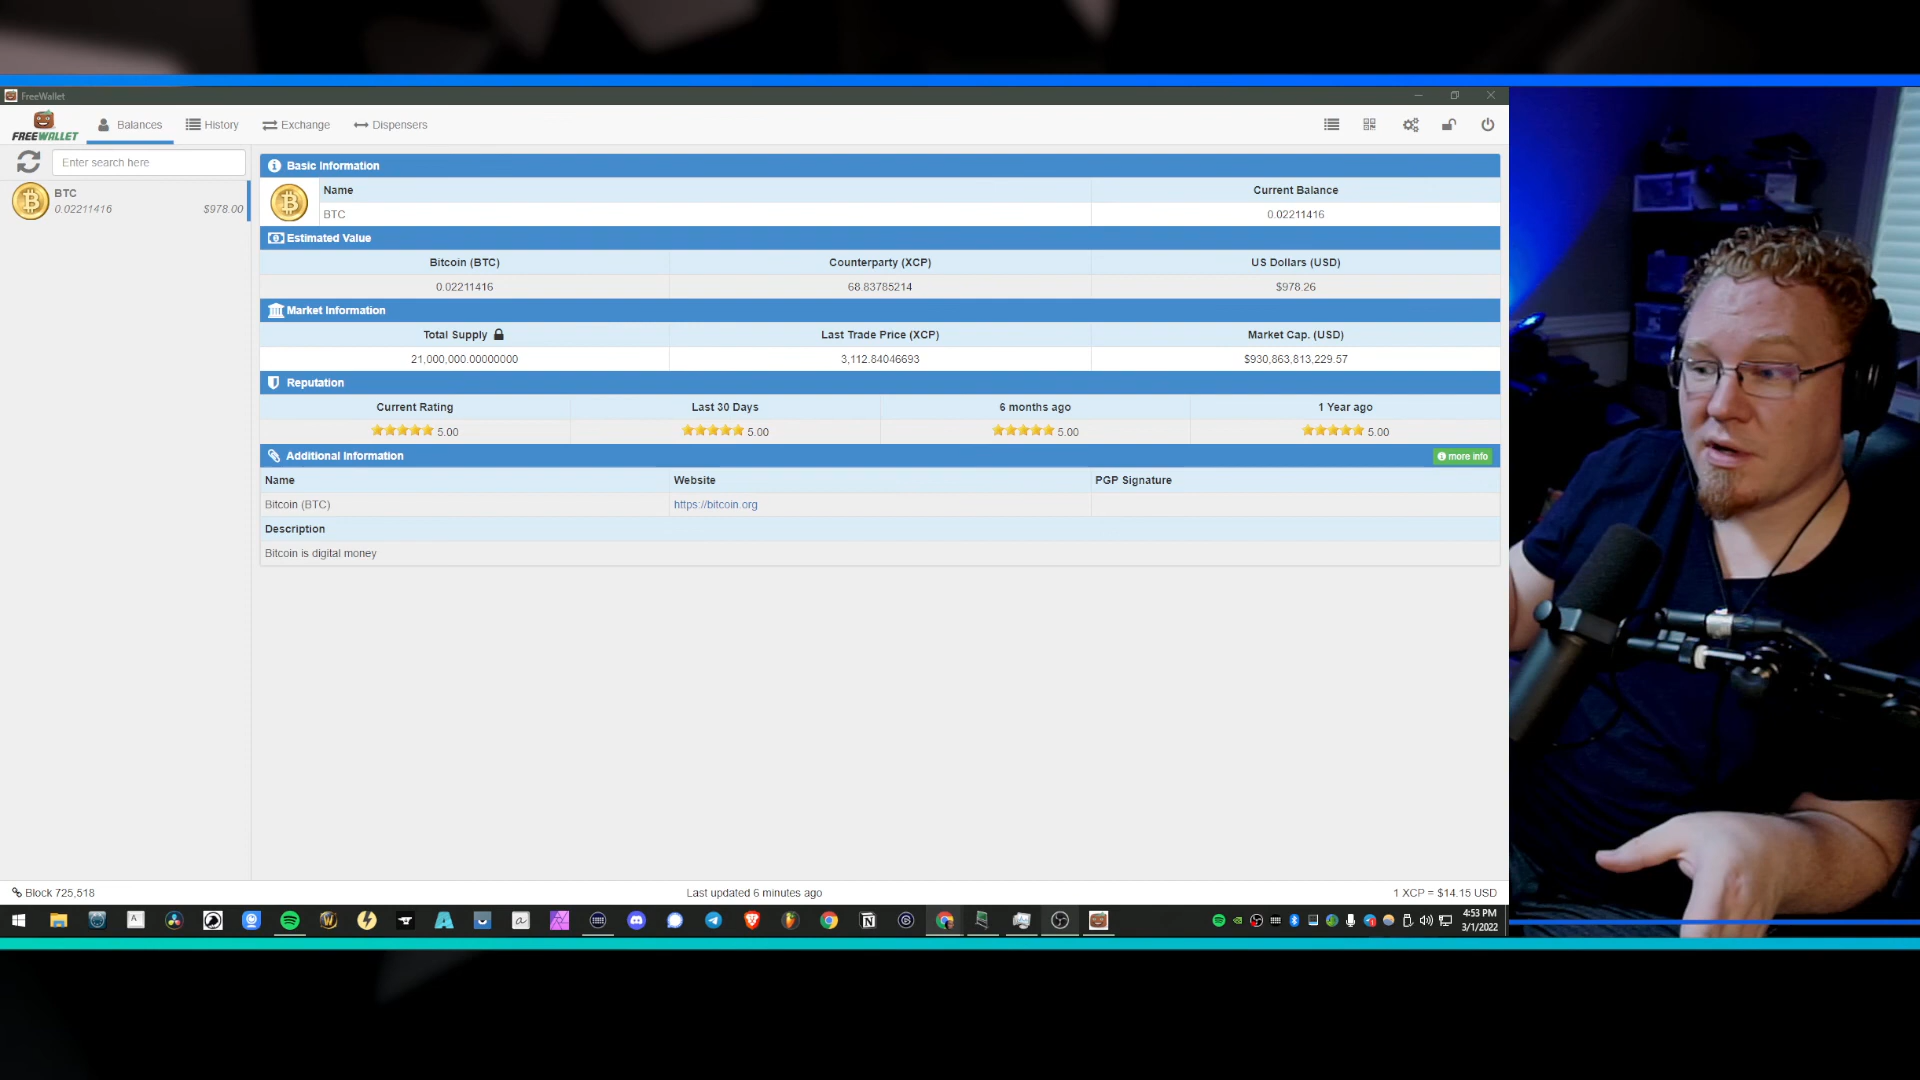 FreeWallet
FREEWALLET
Balances
History
Exchange
Dispensers
Enter search here
BTC
0.02211416
$978.00
Basic Information
Name
Current Balance
BTC
0.02211416
Estimated Value
Bitcoin (BTC)
Counterparty (XCP)
US Dollars (USD)
0.02211416
68.83785214
$978.26
Market Information
Total Supply
Last Trade Price (XCP)
Market Cap. (USD)
21,000,000.00000000
3,112.84046693
$930,863,813,229.57
Reputation
Current Rating
Last 30 Days
6 months ago
1 Year ago
5.00
5.00
5.00
5.00
Additional Information
more info
Name
Website
PGP Signature
Bitcoin (BTC)
https://bitcoin.org
Description
Bitcoin is digital money
Block 725,518
Last updated 6 minutes ago
1 XCP = $14.15 USD
4:53 PM
3/1/2022